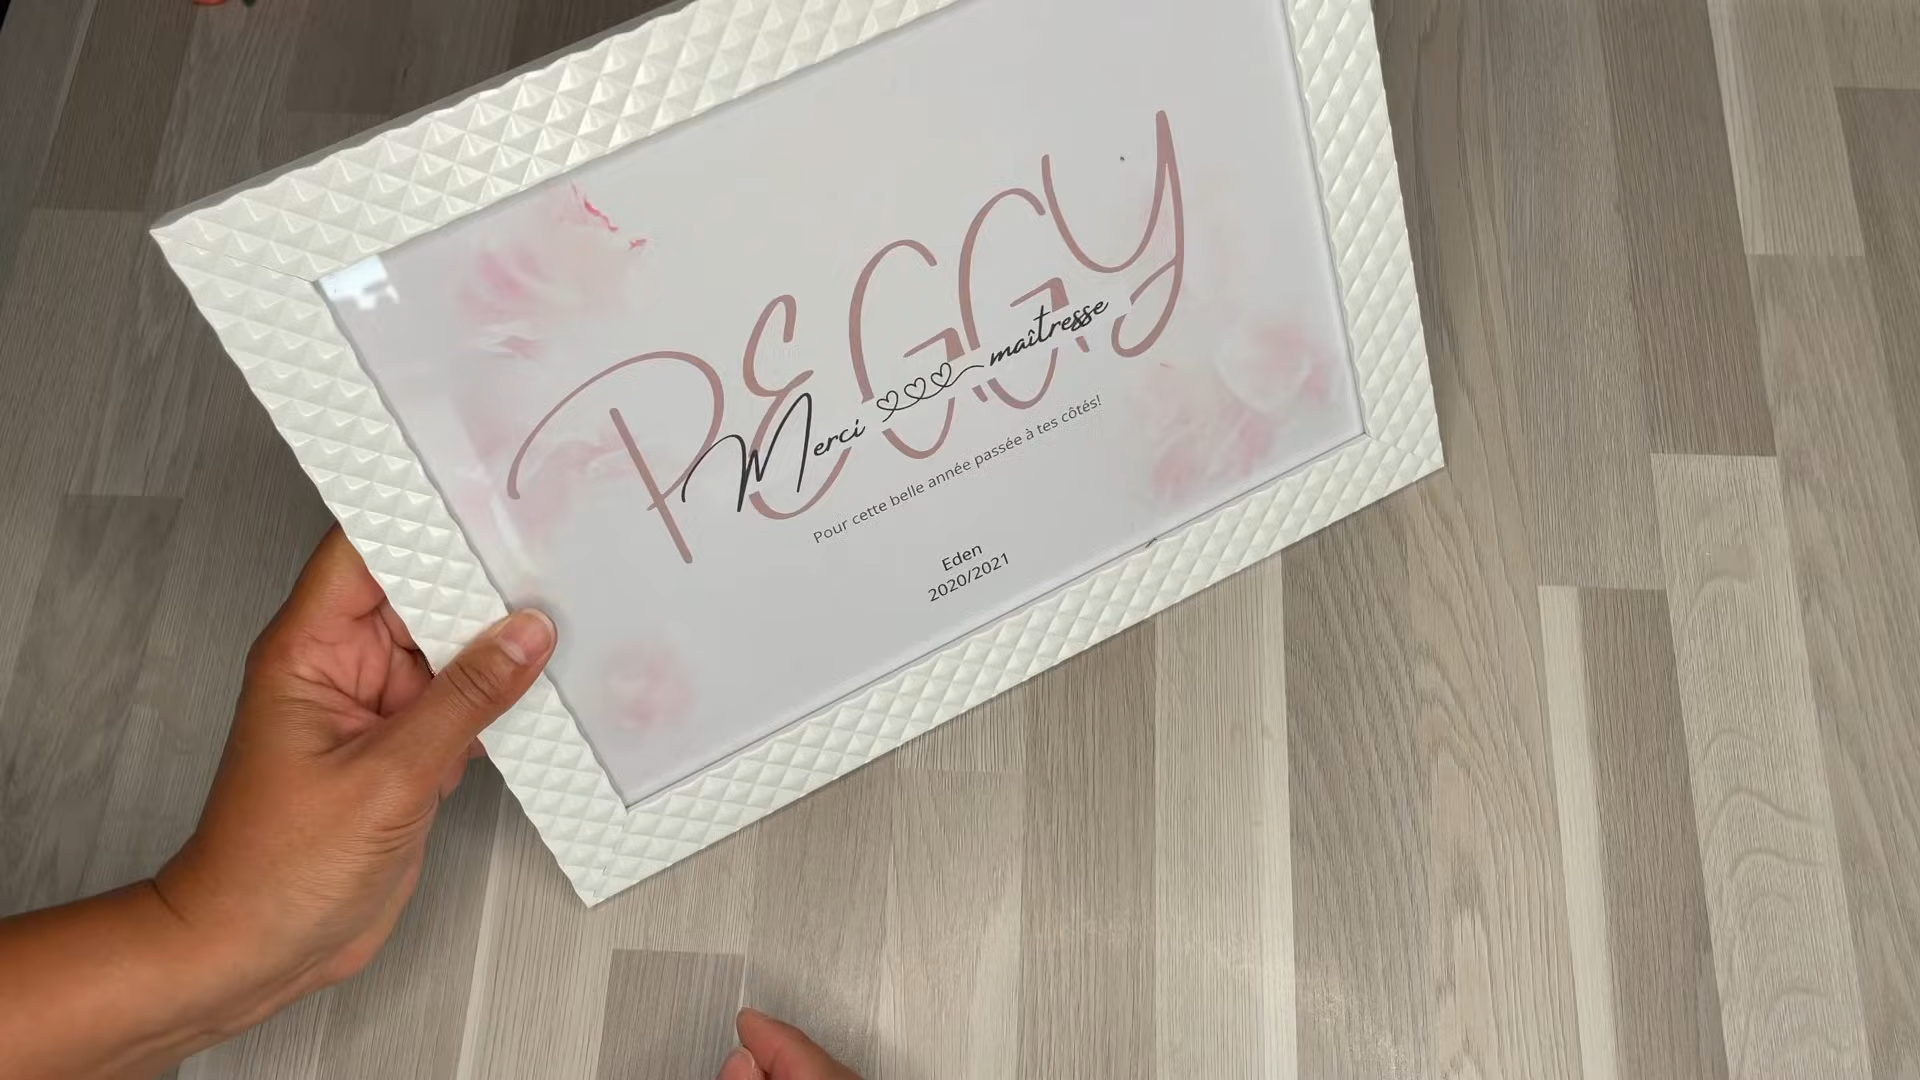 PEGGY
Merci maîtresse
Pour cette belle année passée à tes côtés!
Eden
2020/2021